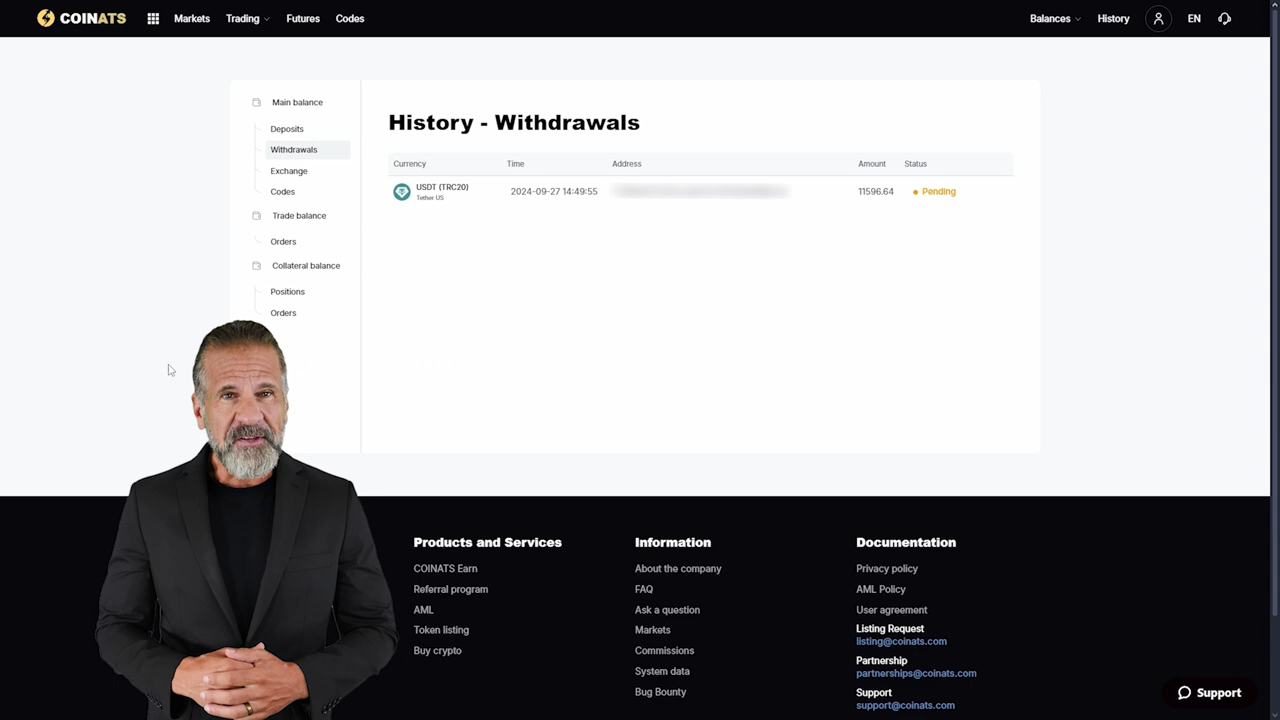 COINATS Markets Trading Futures Codes Balances History EN
Main balance
Deposits
Withdrawals
Exchange
Codes
Trade balance
Orders
Collateral balance
Positions
Orders
History - Withdrawals
Currency Time Address Amount Status
USDT (TRC20) 2024-09-27 14:49:55 11596.64 Pending
Tether US
Products and Services
COINATS Earn
Referral program
AML
Token listing
Buy crypto
Information
About the company
FAQ
Ask a question
Markets
Commissions
System data
Bug Bounty
Documentation
Privacy policy
AML Policy
User agreement
Listing Request
listing@coinats.com
Partnership
partnerships@coinats.com
Support
support@coinats.com
Support